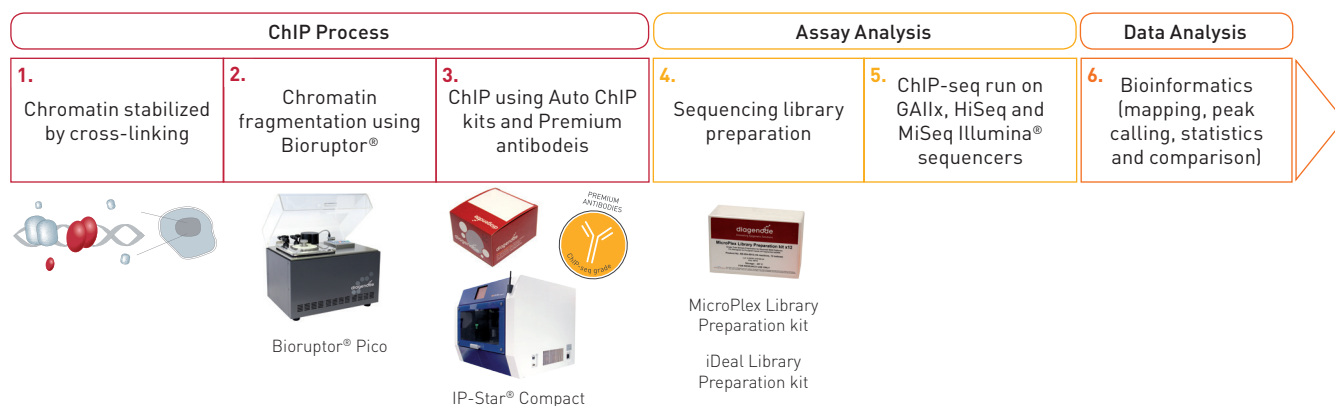 ChIP Process
Assay Analysis
Data Analysis
1.
Chromatin stabilized
by cross-linking
2.
Chromatin
fragmentation using
Bioruptor®
3.
ChIP using Auto ChIP
kits and Premium
antibodeis
4.
Sequencing library
preparation
5.
ChIP-seq run on
GAIIx, HiSeq and
MiSeq Illumina®
sequencers
6.
Bioinformatics
(mapping, peak
calling, statistics
and comparison)
PREMIUM
ANTIBODIES
ChIP-seq grade
diagenode
diagenode
diagenode
MicroPlex Library Preparation kit x12
Bioruptor® Pico
IP-Star® Compact
MicroPlex Library
Preparation kit
iDeal Library
Preparation kit